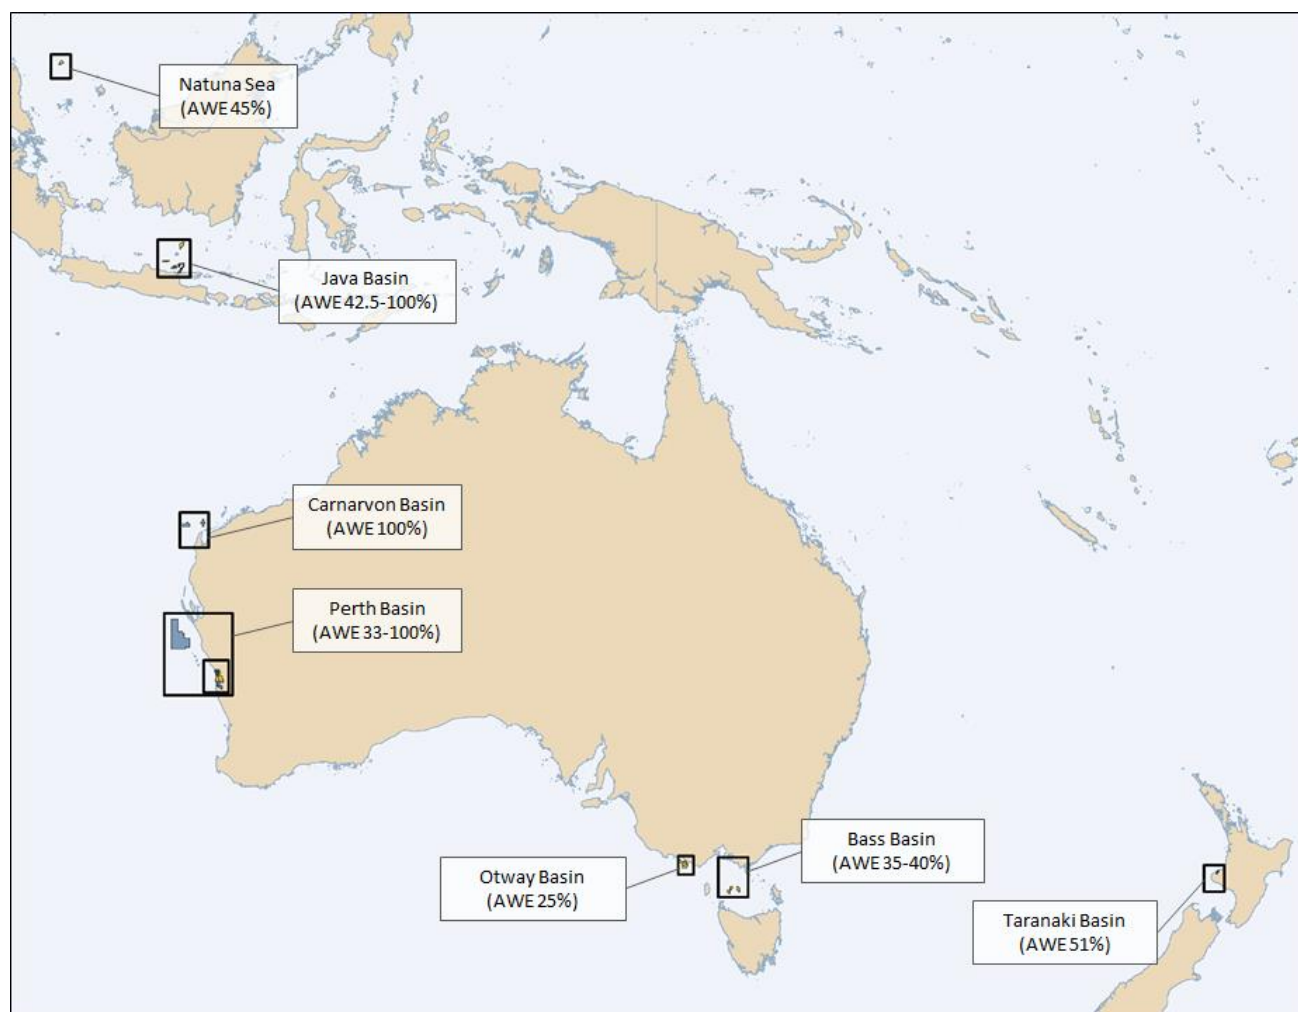 Natuna Sea
(AWE 45%)
Java Basin
(AWE 42.5-100%)
Carnarvon Basin
(AWE 100%)
Perth Basin
(AWE 33-100%)
Bass Basin
(AWE 35-40%)
Otway Basin
(AWE 25%)
Taranaki Basin
(AWE 51%)